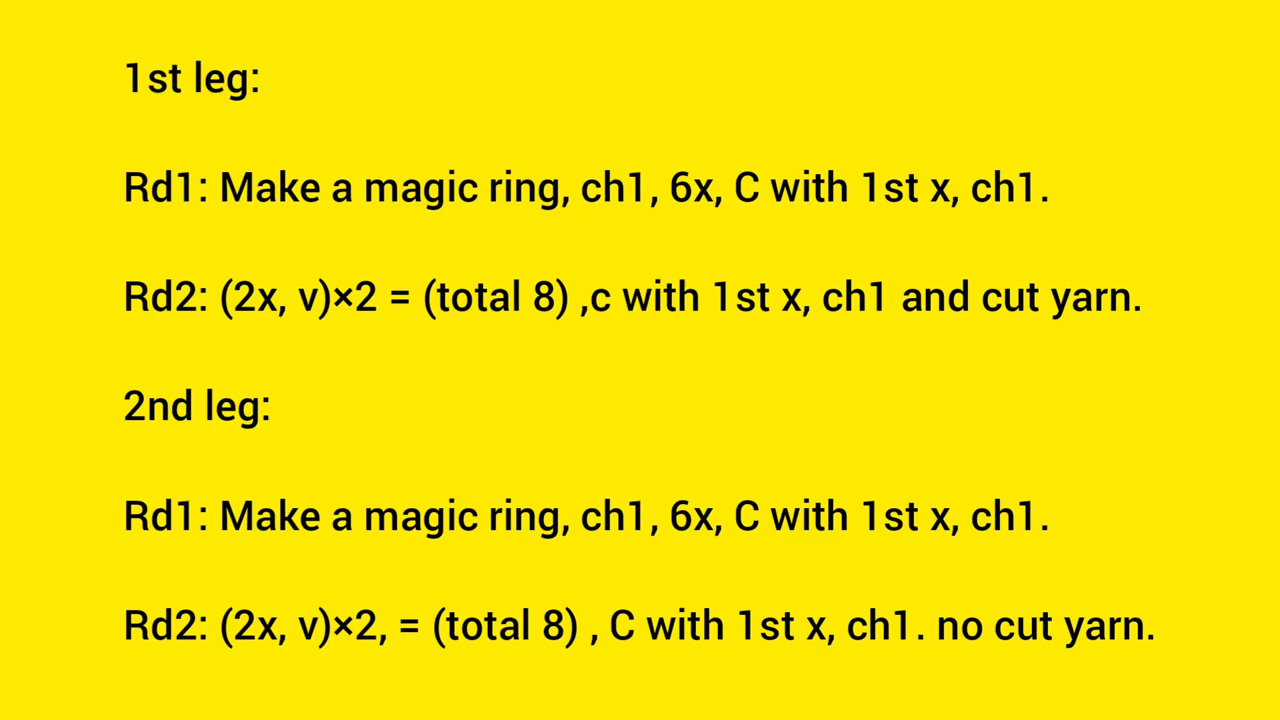 1st leg:
Rd1: Make a magic ring, ch1, 6x, C with 1st x, ch1.
Rd2: (2x, v)×2 = (total 8) ,c with 1st x, ch1 and cut yarn.
2nd leg:
Rd1: Make a magic ring, ch1, 6x, C with 1st x, ch1.
Rd2: (2x, v)×2, = (total 8) , C with 1st x, ch1. no cut yarn.